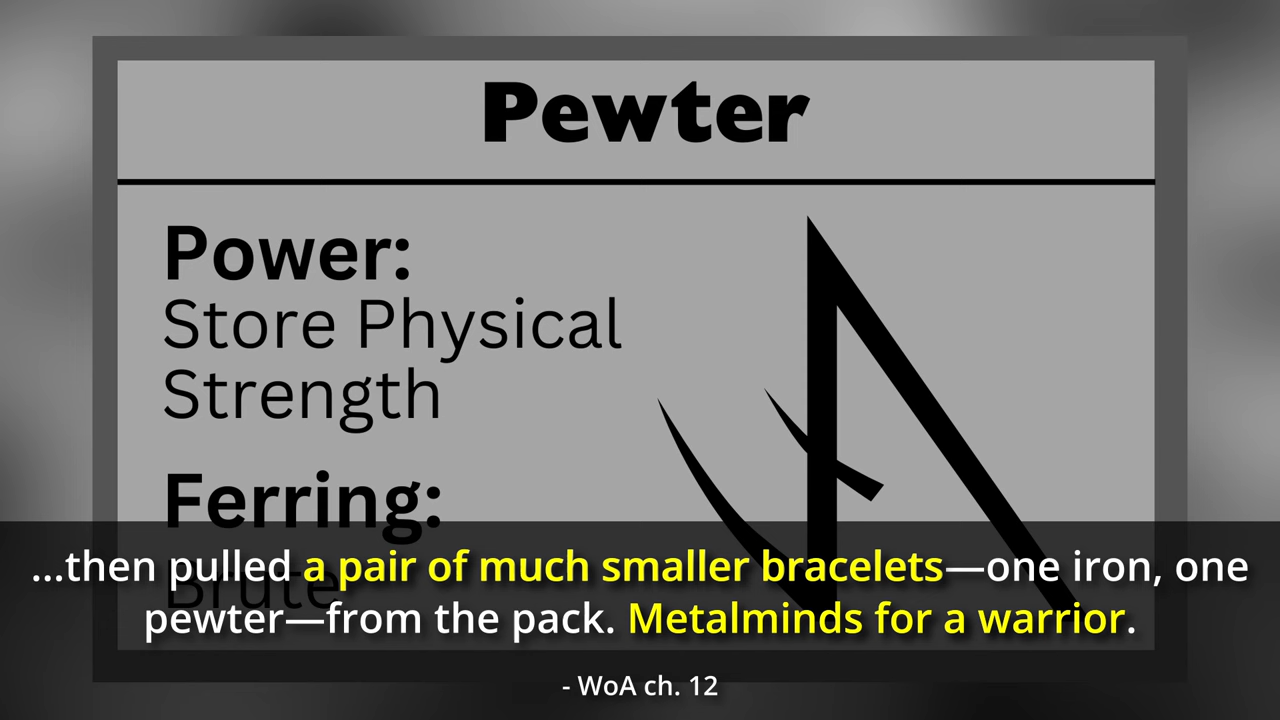 Pewter
Power:
Store Physical
Strength
Ferring:
Brute
...then pulled a pair of much smaller bracelets—one iron, one
pewter—from the pack. Metalminds for a warrior.
- WoA ch. 12